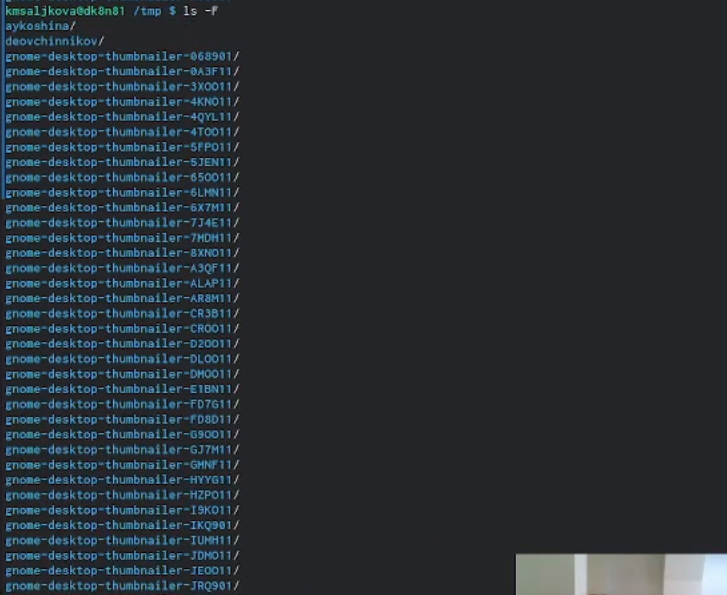 kmsaljkova@dk8n81 /tmp $ ls -F
aykoshina/
deovchinnikov/
gnome-desktop-thumbnailer-068901/
gnome-desktop-thumbnailer-0A3F11/
gnome-desktop-thumbnailer-3XOO11/
gnome-desktop-thumbnailer-4KNO11/
gnome-desktop-thumbnailer-4QYL11/
gnome-desktop-thumbnailer-4TOO11/
gnome-desktop-thumbnailer-5FPO11/
gnome-desktop-thumbnailer-5JEN11/
gnome-desktop-thumbnailer-65OO11/
gnome-desktop-thumbnailer-6LMN11/
gnome-desktop-thumbnailer-6X7M11/
gnome-desktop-thumbnailer-7J4E11/
gnome-desktop-thumbnailer-7MDM11/
gnome-desktop-thumbnailer-8XNO11/
gnome-desktop-thumbnailer-A3QF11/
gnome-desktop-thumbnailer-ALAP11/
gnome-desktop-thumbnailer-AR8M11/
gnome-desktop-thumbnailer-CR3B11/
gnome-desktop-thumbnailer-CROO11/
gnome-desktop-thumbnailer-D2OO11/
gnome-desktop-thumbnailer-DLOO11/
gnome-desktop-thumbnailer-DMOO11/
gnome-desktop-thumbnailer-E1BN11/
gnome-desktop-thumbnailer-FD7G11/
gnome-desktop-thumbnailer-FD8D11/
gnome-desktop-thumbnailer-G9OO11/
gnome-desktop-thumbnailer-GJ7M11/
gnome-desktop-thumbnailer-GMNF11/
gnome-desktop-thumbnailer-HYYG11/
gnome-desktop-thumbnailer-HZPO11/
gnome-desktop-thumbnailer-I9KO11/
gnome-desktop-thumbnailer-IKQ901/
gnome-desktop-thumbnailer-IUMH11/
gnome-desktop-thumbnailer-JDMO11/
gnome-desktop-thumbnailer-JEOD11/
gnome-desktop-thumbnailer-JRQ901/